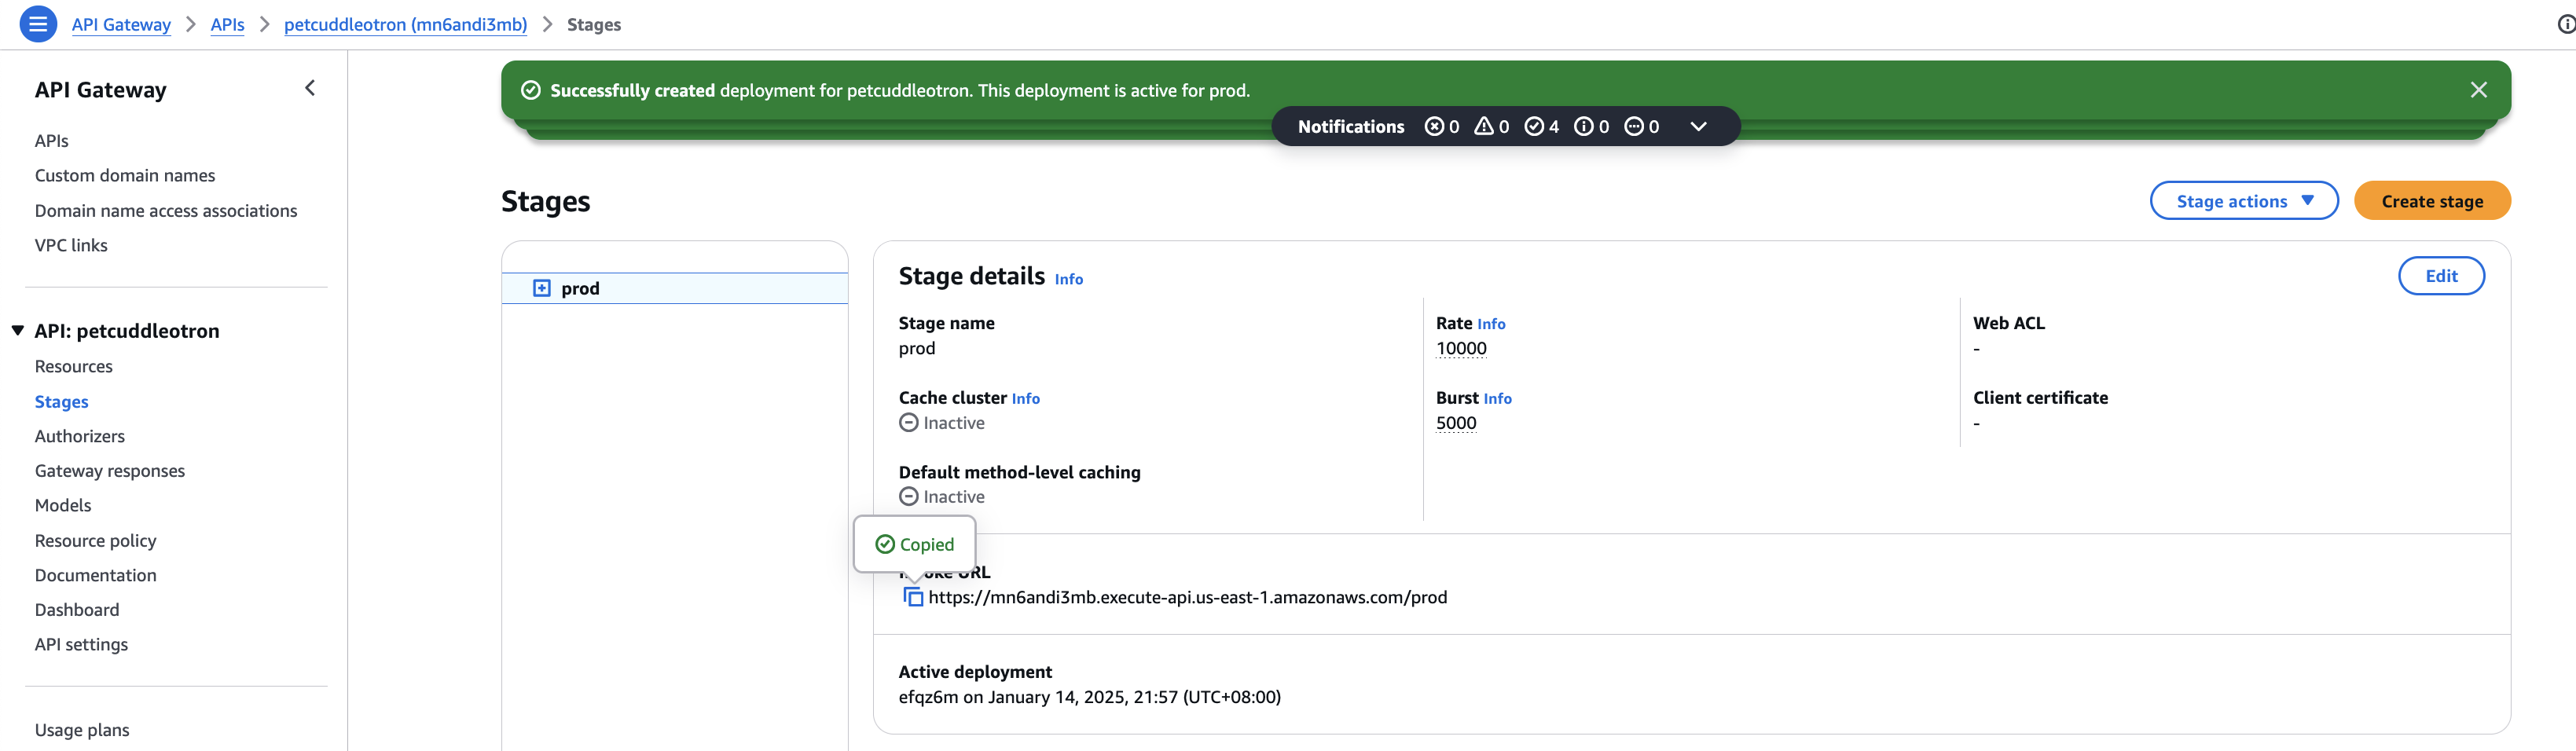 API Gateway > APIs > petcuddleotron (mn6andi3mb) > Stages
API Gateway
APIs
Custom domain names
Domain name access associations
VPC links
API: petcuddleotron
Resources
Stages
Authorizers
Gateway responses
Models
Resource policy
Documentation
Dashboard
API settings
Usage plans
Successfully created deployment for petcuddleotron. This deployment is active for prod.
Notifications 0 0 4 0 0
Stages
Stage actions
Create stage
prod
Stage details Info
Edit
Stage name
prod
Cache cluster Info
Inactive
Default method-level caching
Inactive
Rate Info
10000
Burst Info
5000
Web ACL
-
Client certificate
-
Copied
URL
https://mn6andi3mb.execute-api.us-east-1.amazonaws.com/prod
Active deployment
efqz6m on January 14, 2025, 21:57 (UTC+08:00)